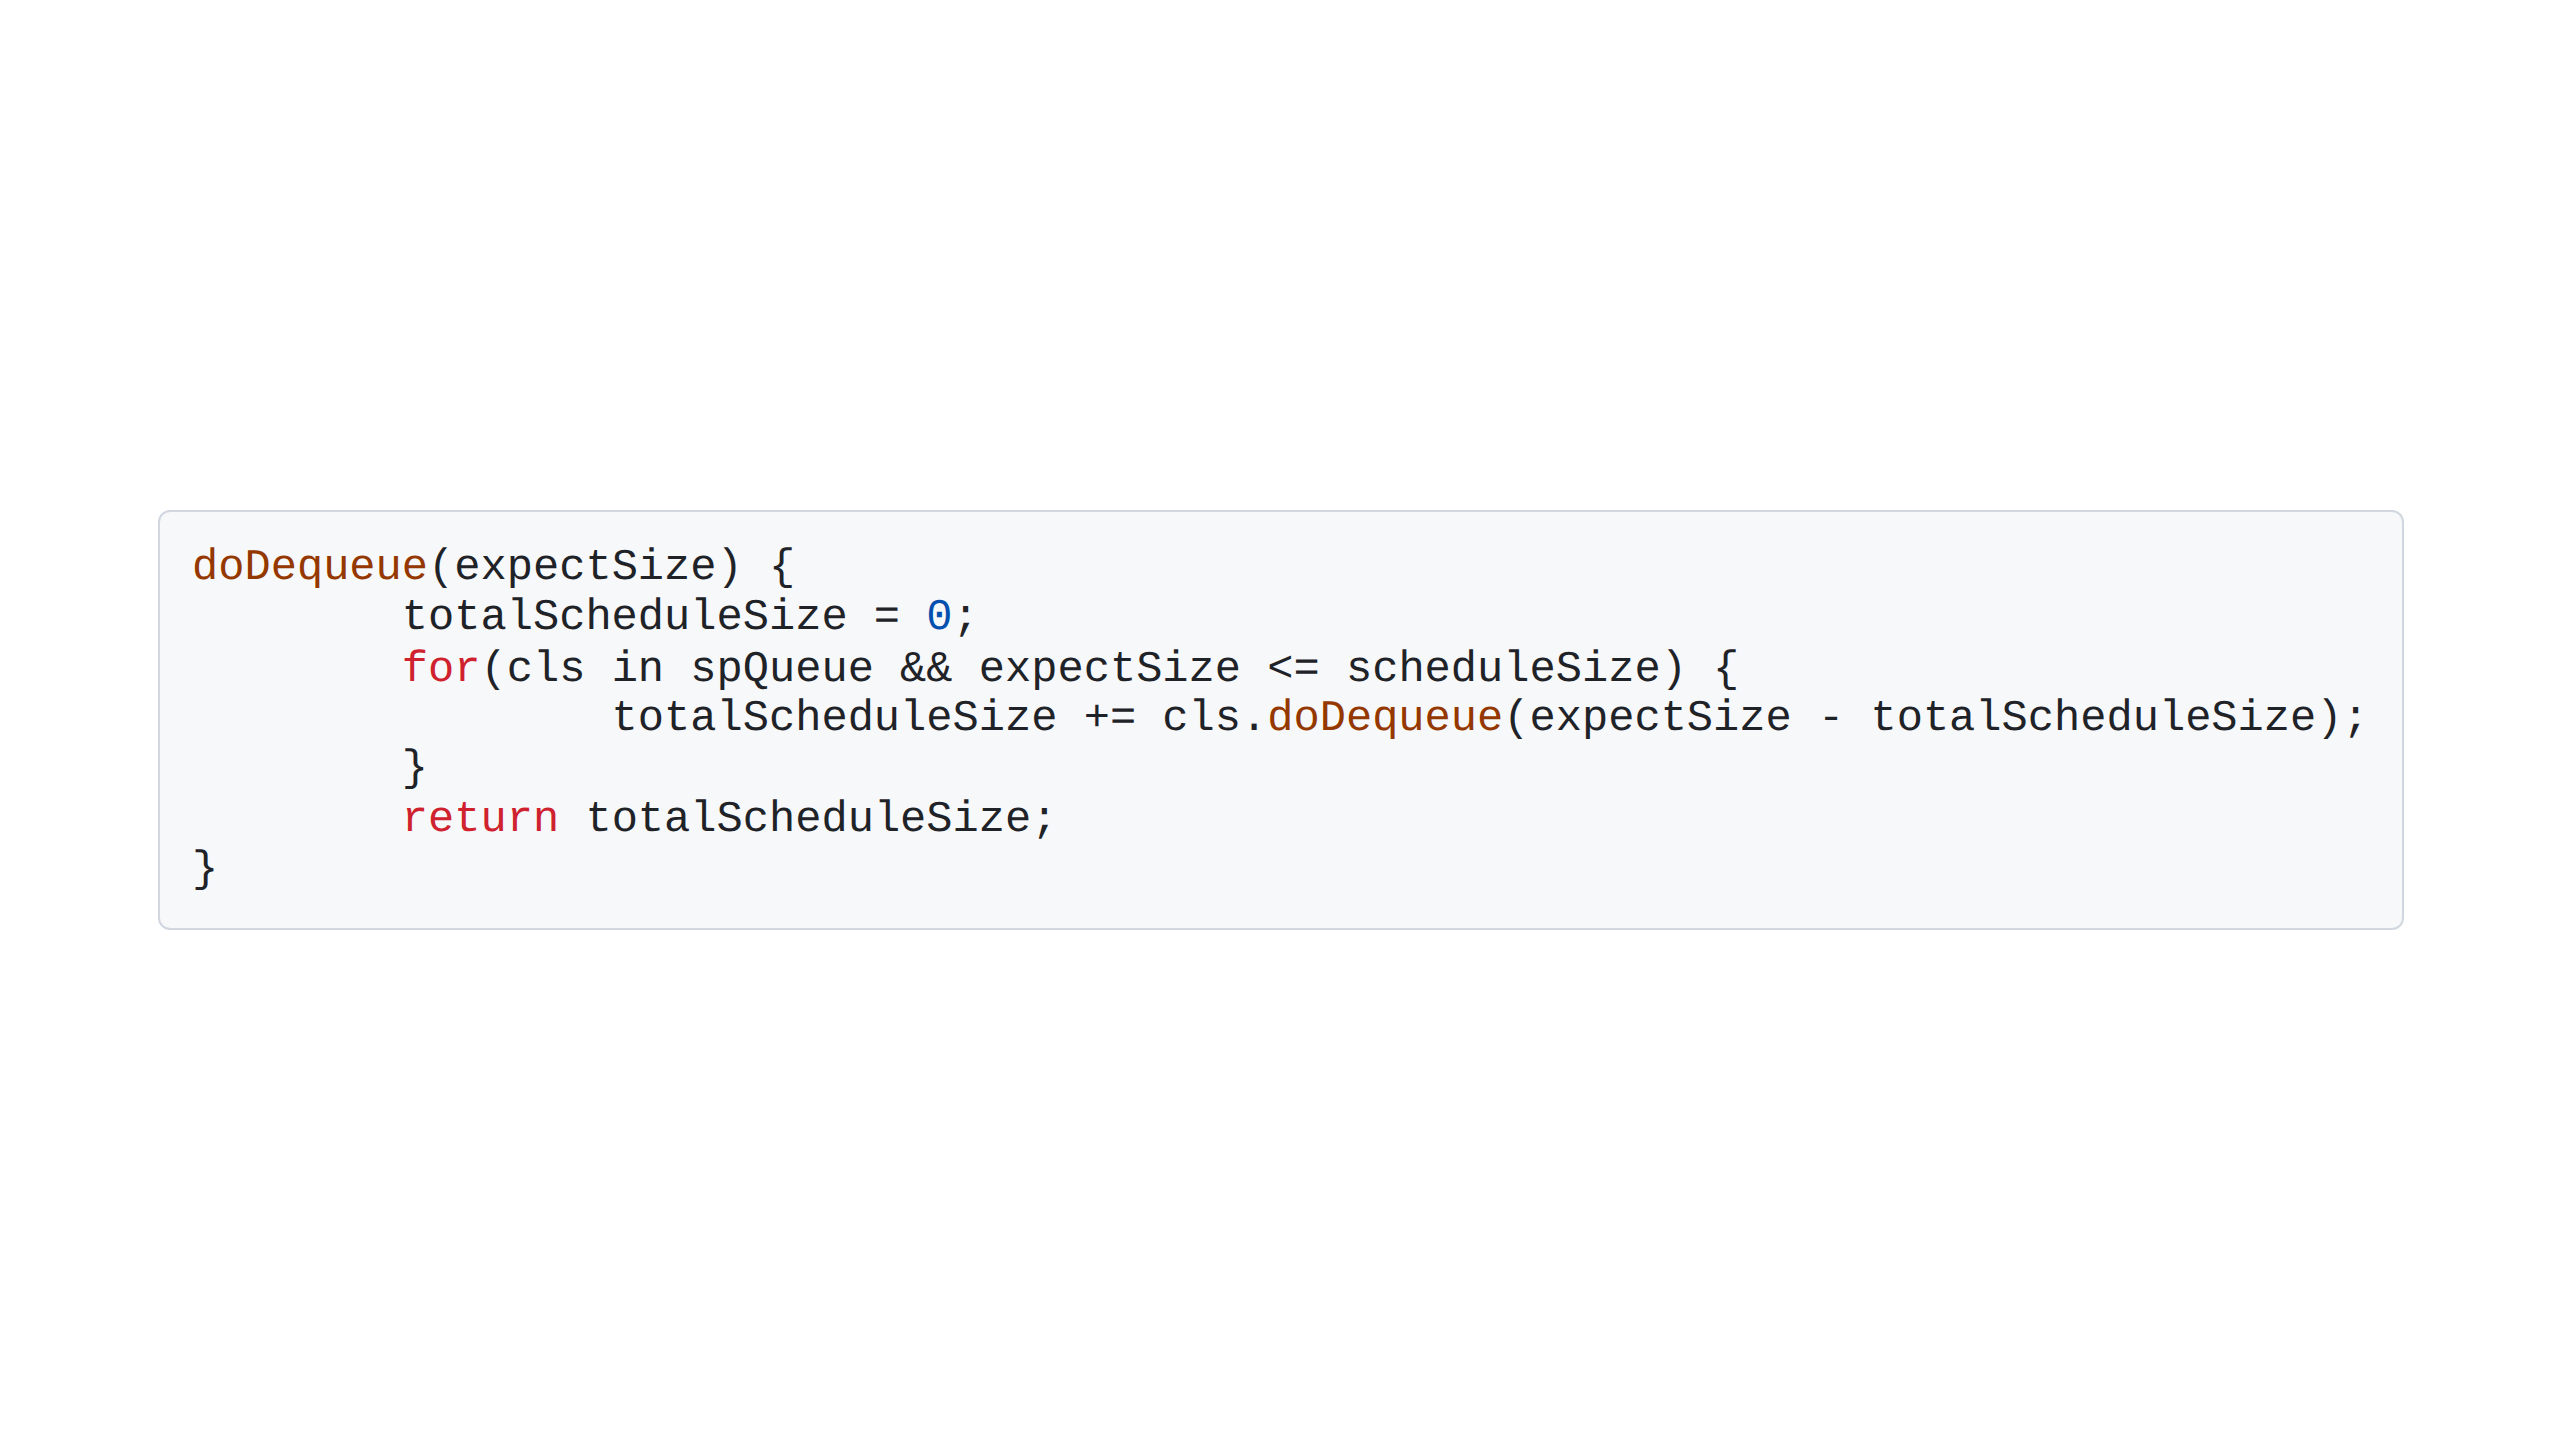 doDequeue(expectSize) {
        totalScheduleSize = 0;
        for(cls in spQueue && expectSize <= scheduleSize) {
                totalScheduleSize += cls.doDequeue(expectSize - totalScheduleSize);
        }
        return totalScheduleSize;
}